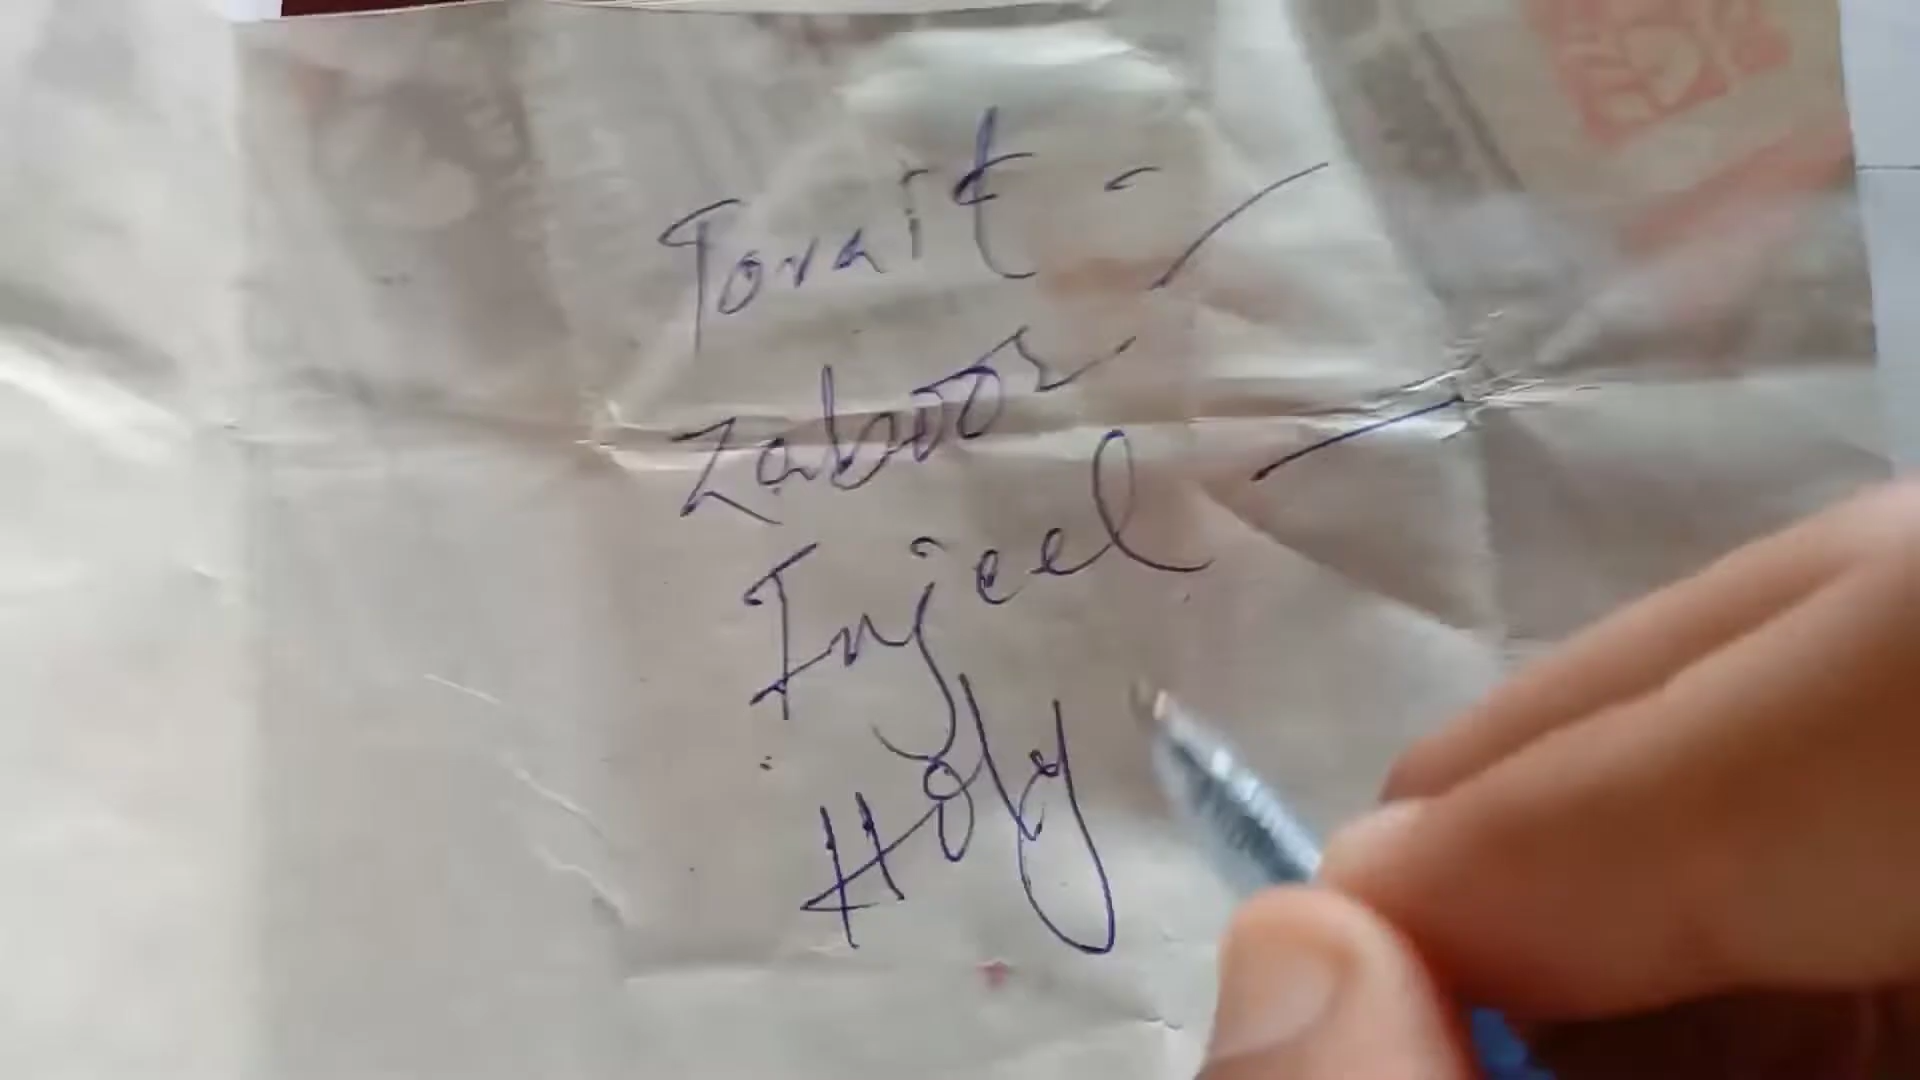 Torait -
Zaboor
Injeel -
Holy